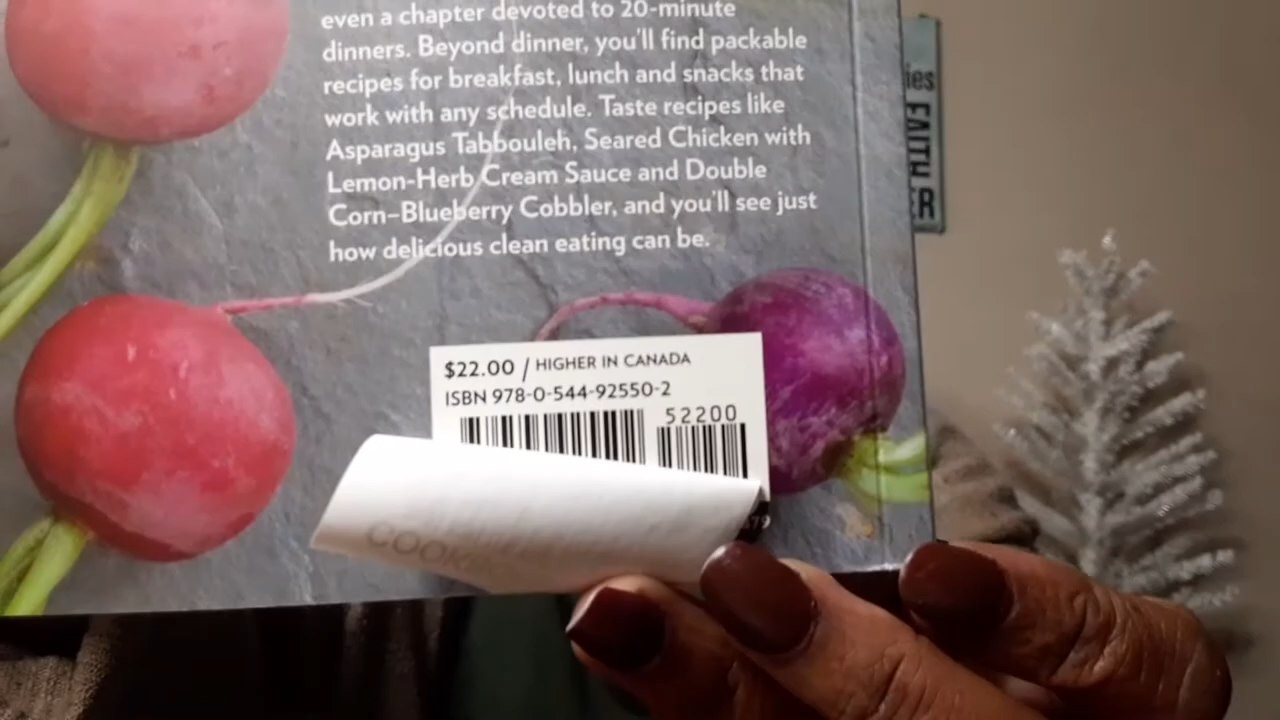 even a chapter devoted to 20-minute
dinners. Beyond dinner, you'll find packable
recipes for breakfast, lunch and snacks that
work with any schedule. Taste recipes like
Asparagus Tabbouleh, Seared Chicken with
Lemon-Herb Cream Sauce and Double
Corn–Blueberry Cobbler, and you'll see just
how delicious clean eating can be.
$22.00 / HIGHER IN CANADA
ISBN 978-0-544-92550-2
52200
ies
FAITH
ER